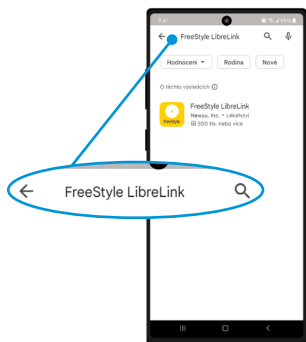 9:41
95%
FreeStyle LibreLink
Hodnocení
Rodina
Nové
O těchto výsledcích
FreeStyle LibreLink
Newyu, Inc. • Lékařství
500 tis. nebo více
FreeStyle
FreeStyle LibreLink